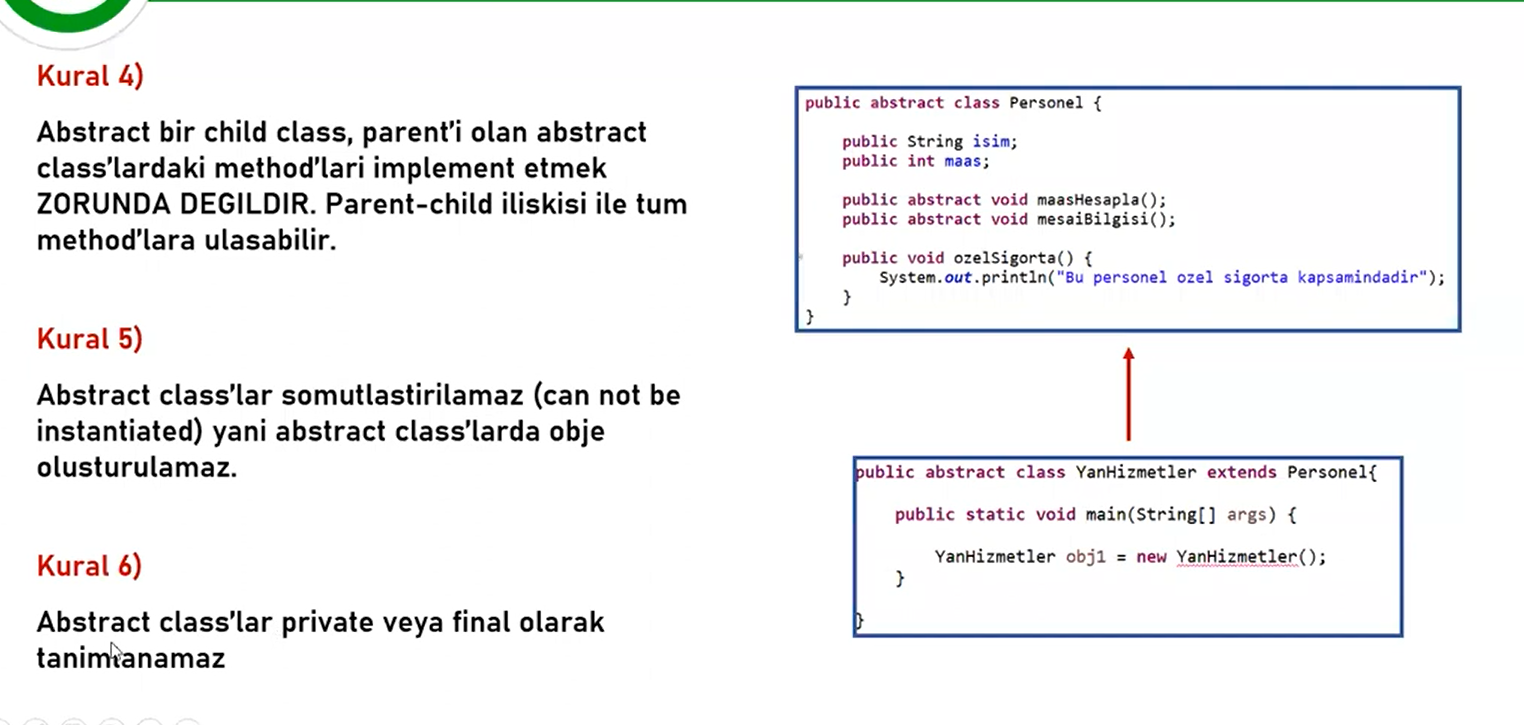 Kural 4)
Abstract bir child class, parent'i olan abstract
class'lardaki method'lari implement etmek
ZORUNDA DEGILDIR. Parent-child iliskisi ile tum
method'lara ulasabilir.
Kural 5)
Abstract class'lar somutlastirilamaz (can not be
instantiated) yani abstract class'larda obje
olusturulamaz.
Kural 6)
Abstract class'lar private veya final olarak
tanimlanamaz
public abstract class Personel {
public String isim;
public int maas;
public abstract void maasHesapla();
public abstract void mesaiBilgisi();
public void ozelSigorta() {
System.out.println("Bu personel ozel sigorta kapsamindadir");
}
}
public abstract class YanHizmetler extends Personel{
public static void main(String[] args) {
YanHizmetler obj1 = new YanHizmetler();
}
}